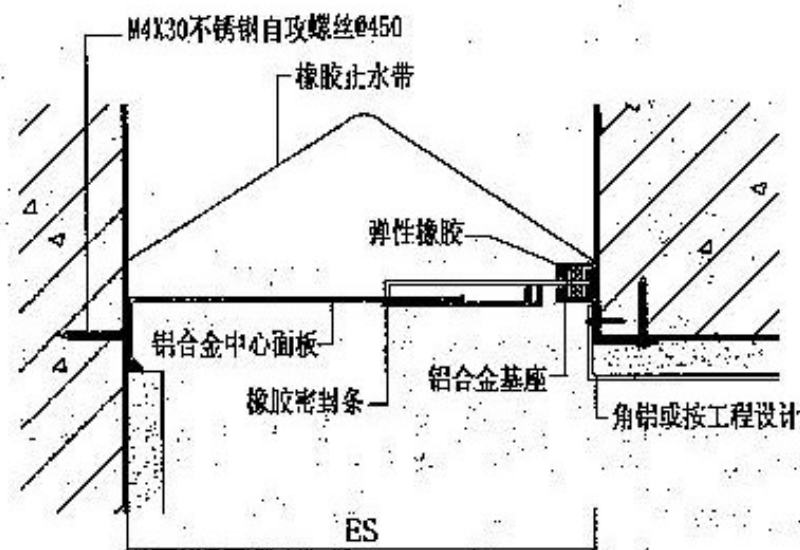 M4X30不锈钢自攻螺丝@450
橡胶止水带
弹性橡胶
铝合金中心面板
铝合金基座
橡胶密封条
角铝或按工程设计
ES